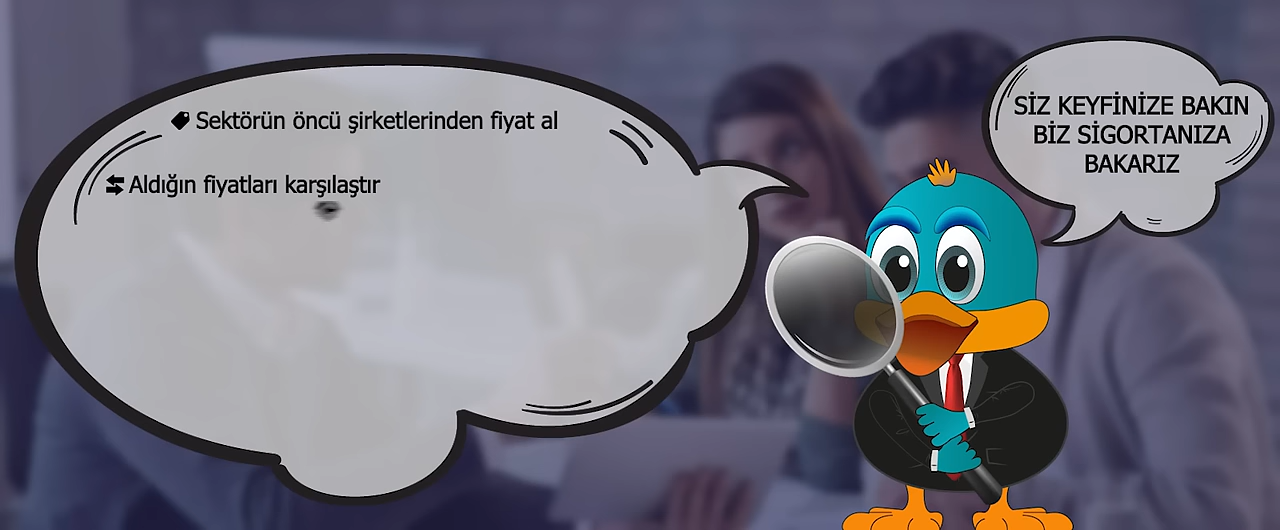 Sektörün öncü şirketlerinden fiyat al
Aldığın fiyatları karşılaştır
SİZ KEYFİNİZE BAKIN
BİZ SİGORTANIZA
BAKARIZ